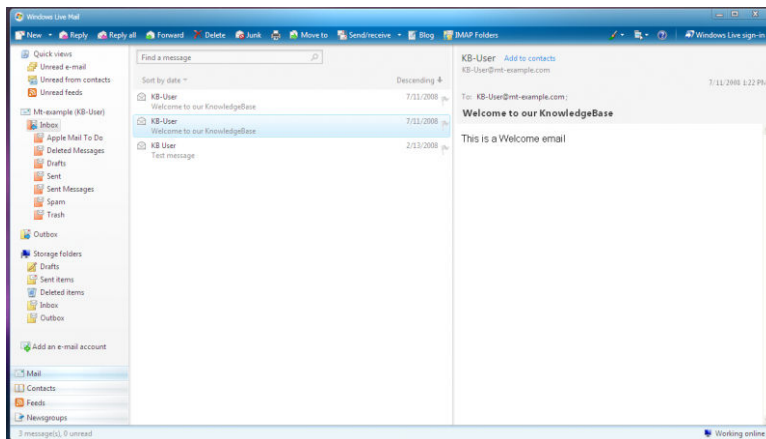 Windows Live Mail
New Reply Reply all Forward Delete Junk Move to Send/receive Blog IMAP Folders Windows Live sign-in
Quick views
Unread e-mail
Unread from contacts
Unread feeds
Mt-example (KB-User)
Inbox
Apple Mail To Do
Deleted Messages
Drafts
Sent
Sent Messages
Spam
Trash
Outbox
Storage folders
Drafts
Sent items
Deleted items
Inbox
Outbox
Add an e-mail account
Mail
Contacts
Feeds
Newsgroups
3 message(s), 0 unread
Find a message
Sort by date Descending
KB-User 7/11/2008
Welcome to our KnowledgeBase
KB-User 7/11/2008
Welcome to our KnowledgeBase
KB User 2/13/2008
Test message
KB-User Add to contacts
KB-User@mt-example.com
7/11/2008 1:22 PM
To: KB-User@mt-example.com;
Welcome to our KnowledgeBase
This is a Welcome email
Working online